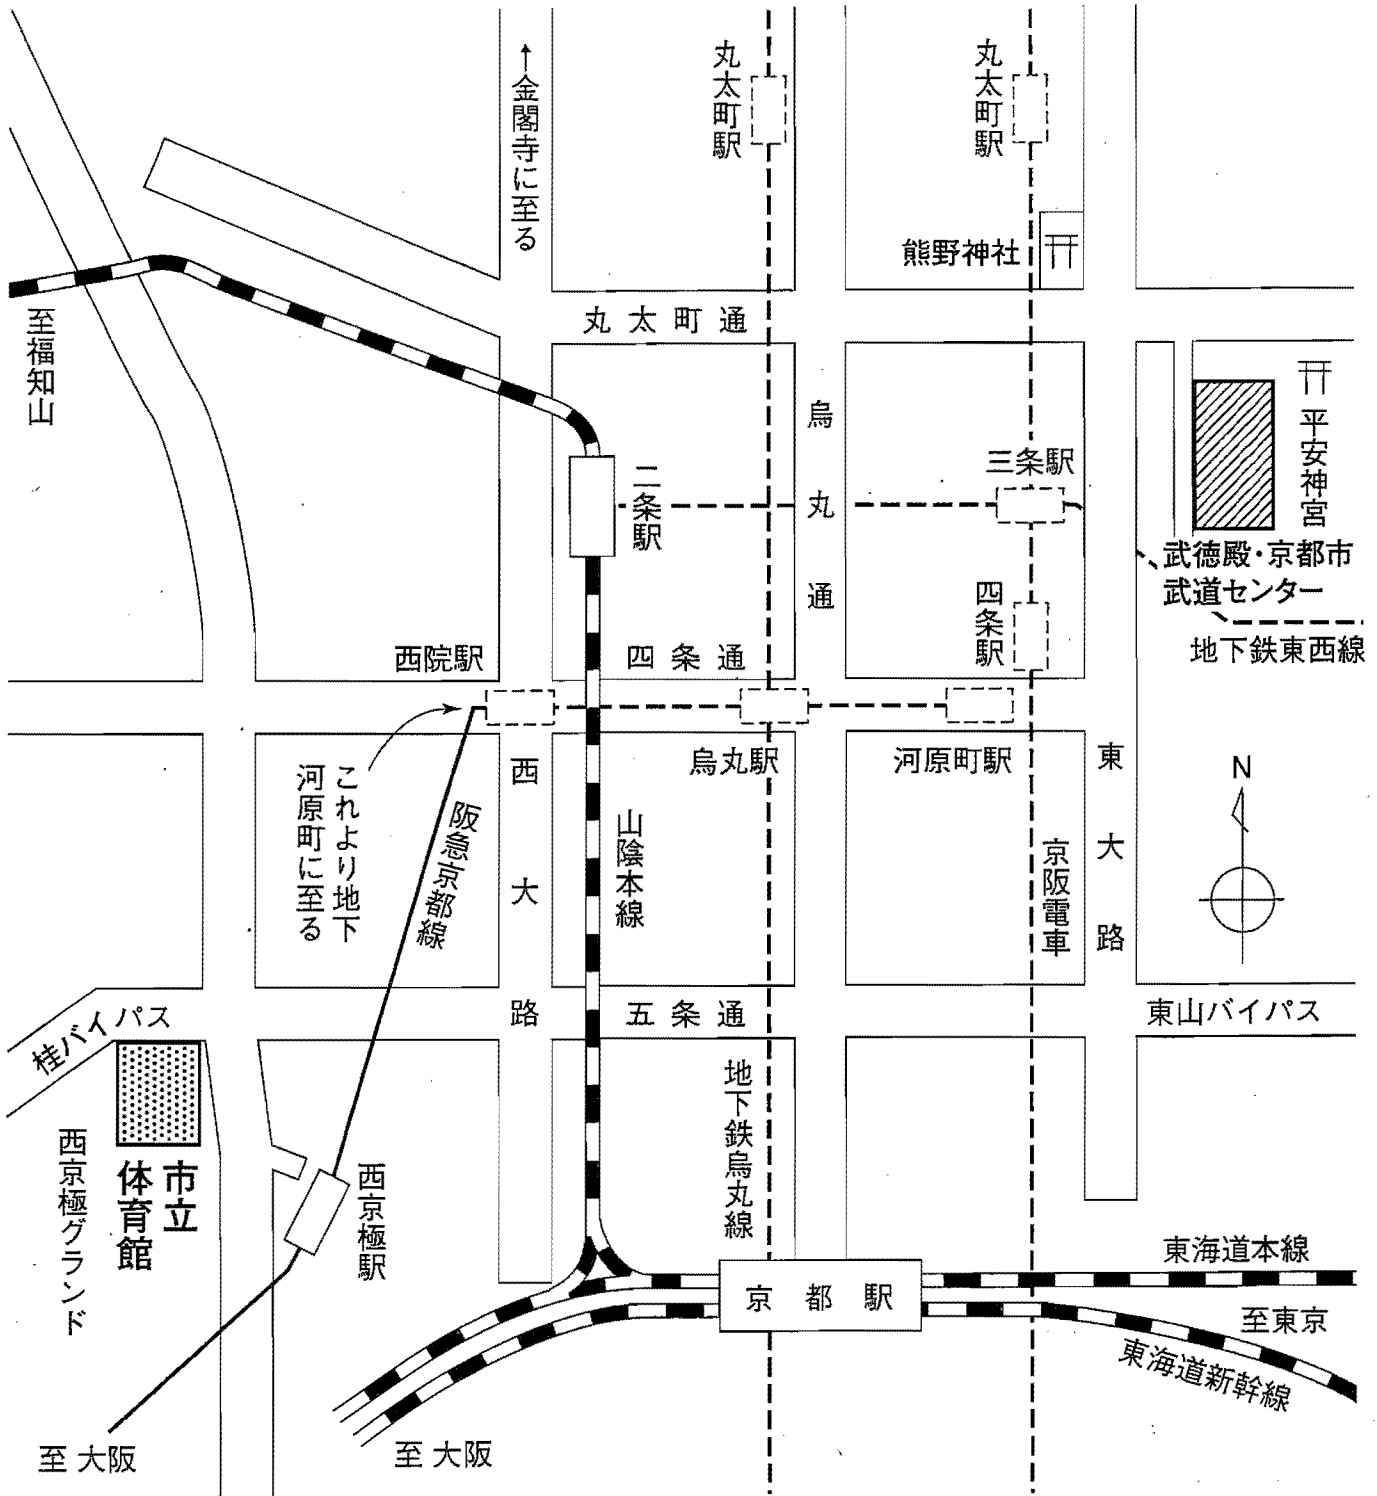 ←金閣寺に至る
丸太町駅
丸太町駅
熊野神社
至福知山
丸太町通
烏丸通
三条駅
二条駅
平安神宮
武徳殿・京都市
武道センター
地下鉄東西線
四条駅
西院駅
四条通
烏丸駅
河原町駅
これより地下
河原町に至る
阪急京都線
西大路
山陰本線
京阪電車
東大路
N
桂バイパス
五条通
東山バイパス
市立
体育館
西京極グランド
西京極駅
地下鉄烏丸線
京都駅
東海道本線
至東京
東海道新幹線
至大阪
至大阪